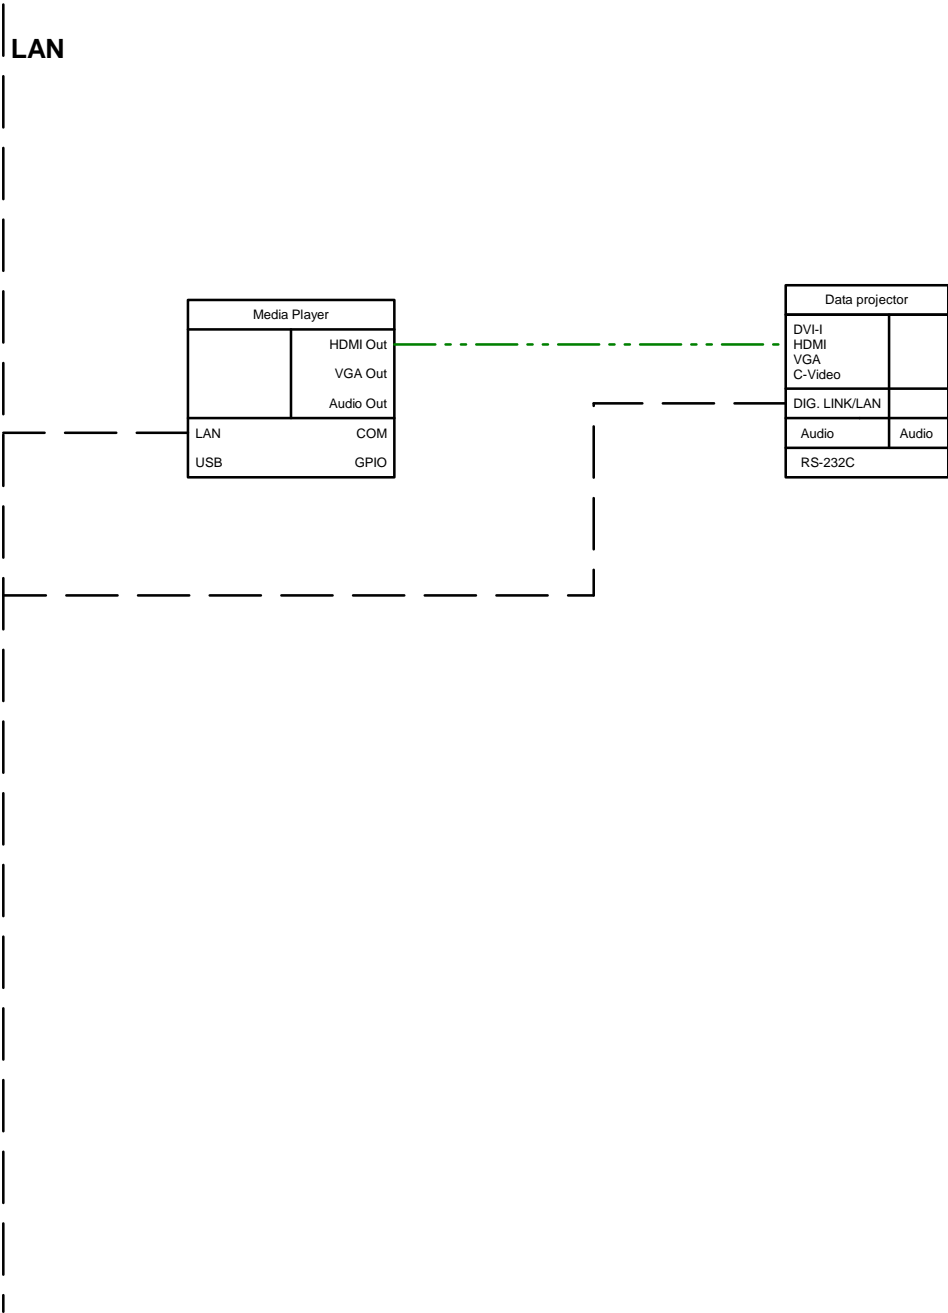 LAN
Media Player
HDMI Out
VGA Out
Audio Out
LAN COM
USB GPIO
Data projector
DVI-I
HDMI
VGA
C-Video
DIG. LINK/LAN
Audio Audio
RS-232C